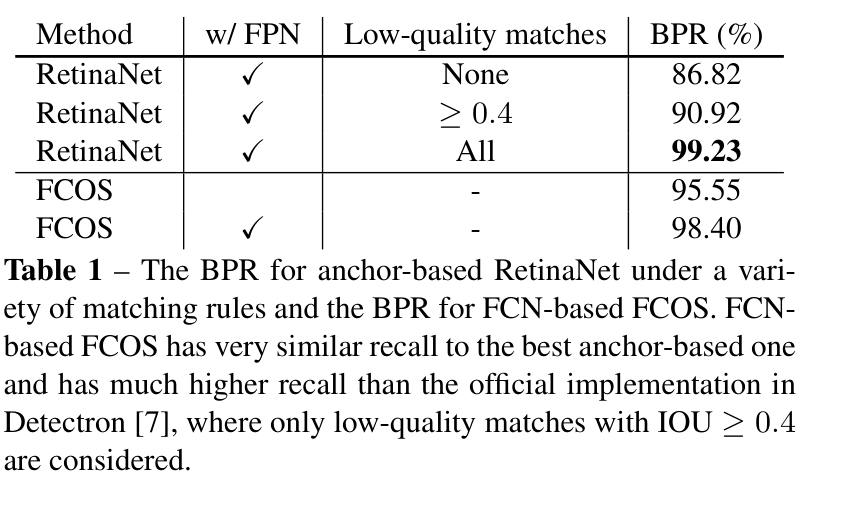 Method w/ FPN Low-quality matches BPR (%)
RetinaNet ✓ None 86.82
RetinaNet ✓ ≥ 0.4 90.92
RetinaNet ✓ All 99.23
FCOS - 95.55
FCOS ✓ - 98.40
Table 1 – The BPR for anchor-based RetinaNet under a vari-
ety of matching rules and the BPR for FCN-based FCOS. FCN-
based FCOS has very similar recall to the best anchor-based one
and has much higher recall than the official implementation in
Detectron [7], where only low-quality matches with IOU ≥ 0.4
are considered.